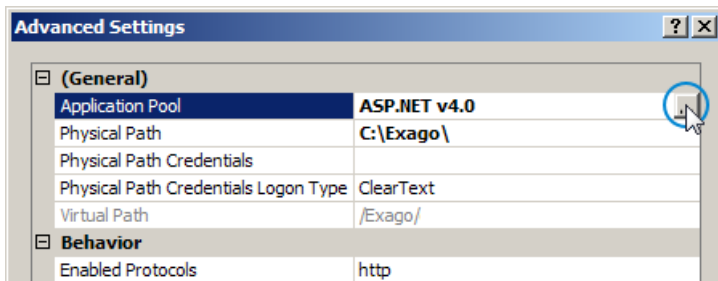 Advanced Settings ? X
(General)
Application Pool ASP.NET v4.0
Physical Path C:\Exago\
Physical Path Credentials
Physical Path Credentials Logon Type ClearText
Virtual Path /Exago/
Behavior
Enabled Protocols http